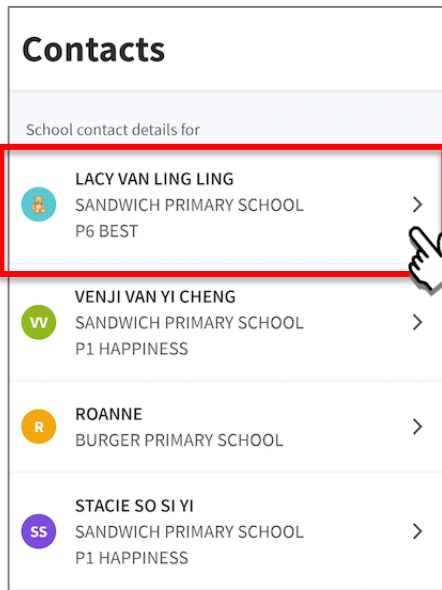 Contacts
School contact details for
LACY VAN LING LING
SANDWICH PRIMARY SCHOOL
P6 BEST
VENJI VAN YI CHENG
VV
SANDWICH PRIMARY SCHOOL
P1 HAPPINESS
ROANNE
R
BURGER PRIMARY SCHOOL
STACIE SO SI YI
SS
SANDWICH PRIMARY SCHOOL
P1 HAPPINESS